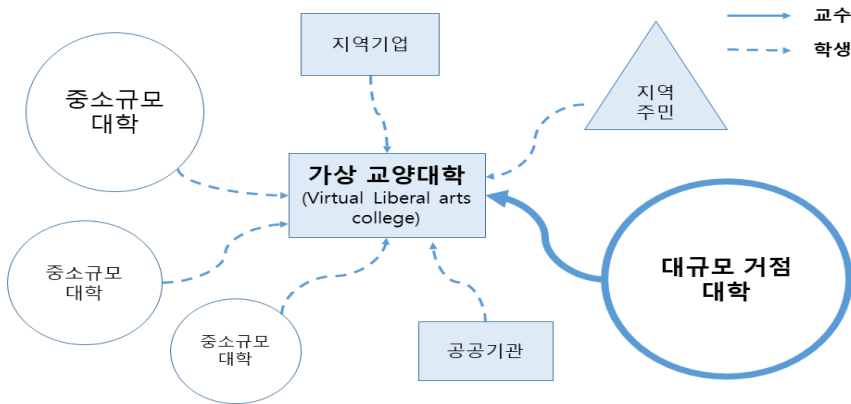 지역기업
교수
학생
중소규모
대학
지역
주민
가상 교양대학
(Virtual Liberal arts
college)
중소규모
대학
대규모 거점
대학
중소규모
대학
공공기관